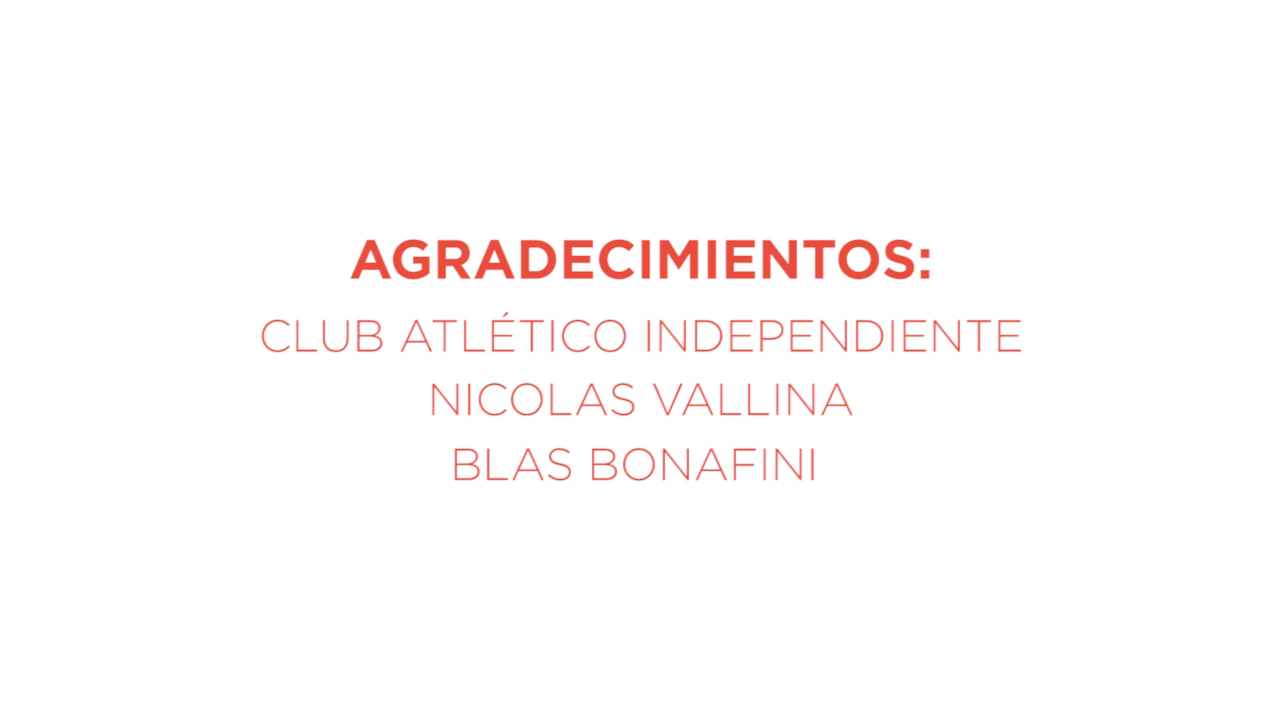 AGRADECIMIENTOS:
CLUB ATLÉTICO INDEPENDIENTE
NICOLAS VALLINA
BLAS BONAFINI